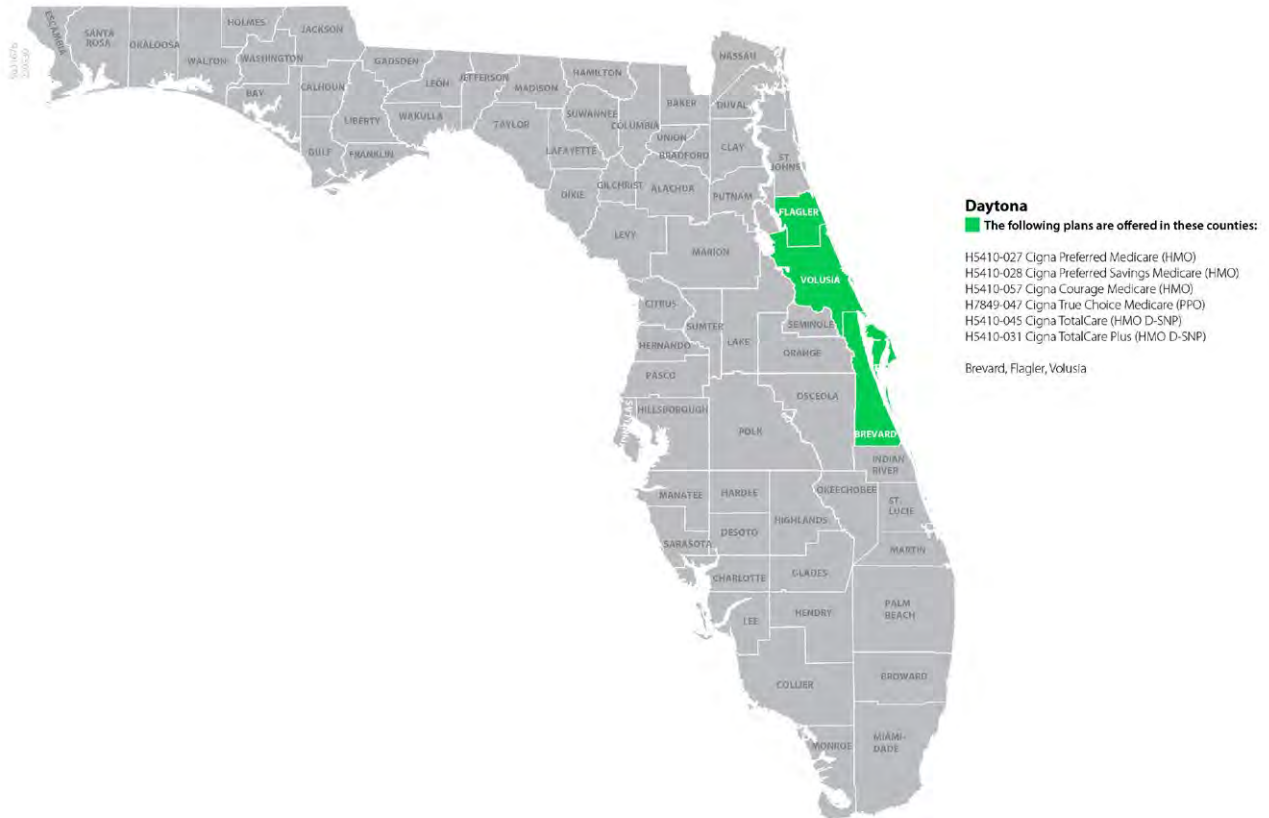 ESCAMBIA
SANTA
ROSA
OKALOOSA
WALTON
HOLMES
WASHINGTON
JACKSON
BAY
CALHOUN
GULF
GADSDEN
LIBERTY
FRANKLIN
LEON
WAKULLA
JEFFERSON
MADISON
TAYLOR
HAMILTON
SUWANNEE
LAFAYETTE
DIXIE
COLUMBIA
GILCHRIST
LEVY
BAKER
UNION
BRADFORD
ALACHUA
NASSAU
DUVAL
CLAY
ST.
JOHNS
PUTNAM
FLAGLER
MARION
VOLUSIA
CITRUS
SUMTER
LAKE
SEMINOLE
HERNANDO
ORANGE
PASCO
OSCEOLA
PINELLAS
HILLSBOROUGH
POLK
BREVARD
INDIAN
RIVER
MANATEE
HARDEE
OKEECHOBEE
ST.
LUCIE
HIGHLANDS
SARASOTA
DESOTO
MARTIN
CHARLOTTE
GLADES
LEE
HENDRY
PALM
BEACH
COLLIER
BROWARD
MONROE
MIAMI-
DADE
Daytona
The following plans are offered in these counties:
H5410-027 Cigna Preferred Medicare (HMO)
H5410-028 Cigna Preferred Savings Medicare (HMO)
H5410-057 Cigna Courage Medicare (HMO)
H7849-047 Cigna True Choice Medicare (PPO)
H5410-045 Cigna TotalCare (HMO D-SNP)
H5410-031 Cigna TotalCare Plus (HMO D-SNP)
Brevard, Flagler, Volusia